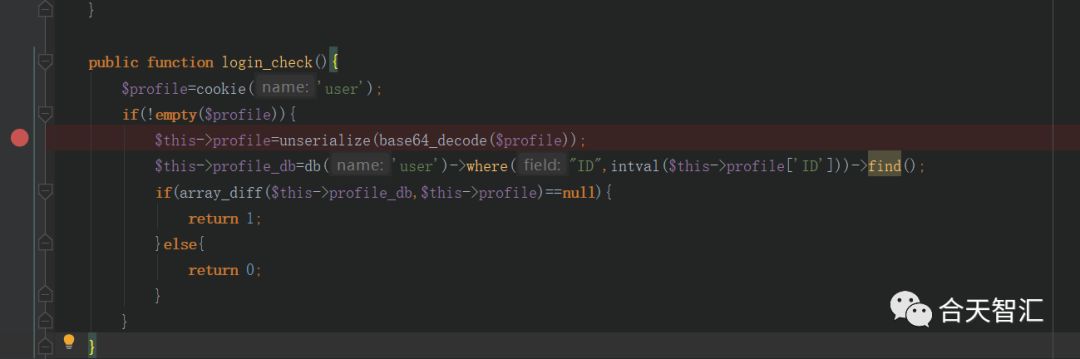 }
public function login_check(){
$profile=cookie( name: 'user');
if(!empty($profile)){
$this->profile=unserialize(base64_decode($profile));
$this->profile_db=db( name: 'user')->where( field: "ID",intval($this->profile['ID']))->find();
if(array_diff($this->profile_db,$this->profile)==null){
return 1;
}else{
return 0;
}
}
}
合天智汇